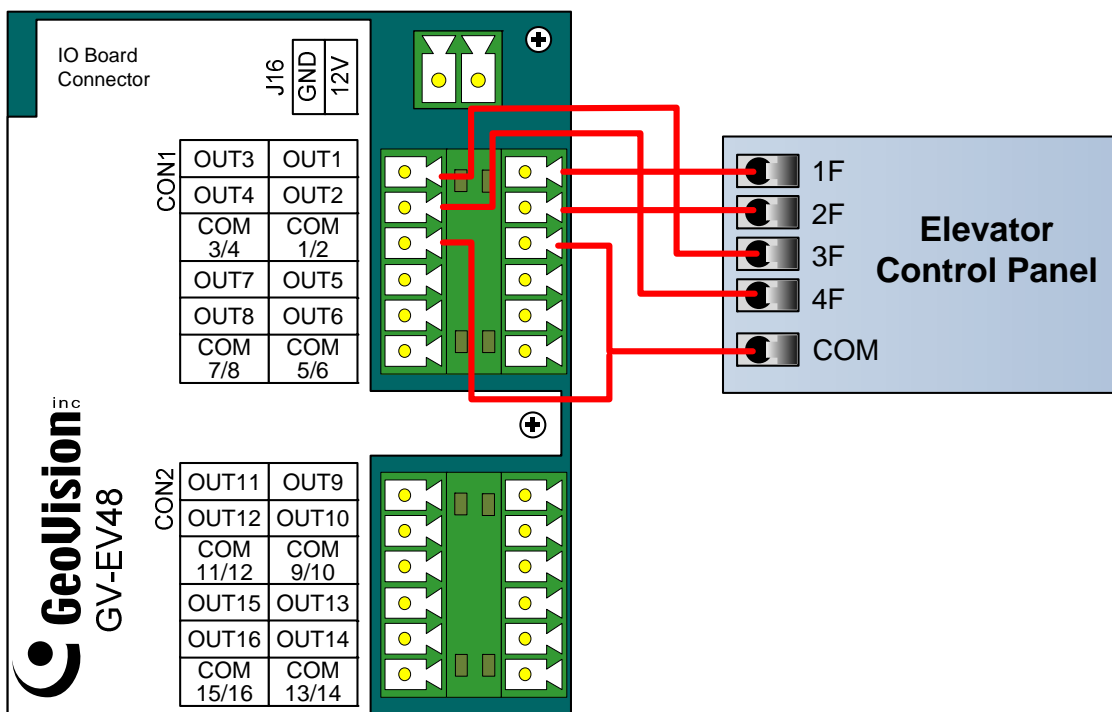 IO Board
Connector
J16
GND
12V
CON1
OUT3 OUT1
OUT4 OUT2
COM 3/4 COM 1/2
OUT7 OUT5
OUT8 OUT6
COM 7/8 COM 5/6
1F
2F
3F
4F
COM
Elevator
Control Panel
GeoVision inc
GV-EV48
CON2
OUT11 OUT9
OUT12 OUT10
COM 11/12 COM 9/10
OUT15 OUT13
OUT16 OUT14
COM 15/16 COM 13/14